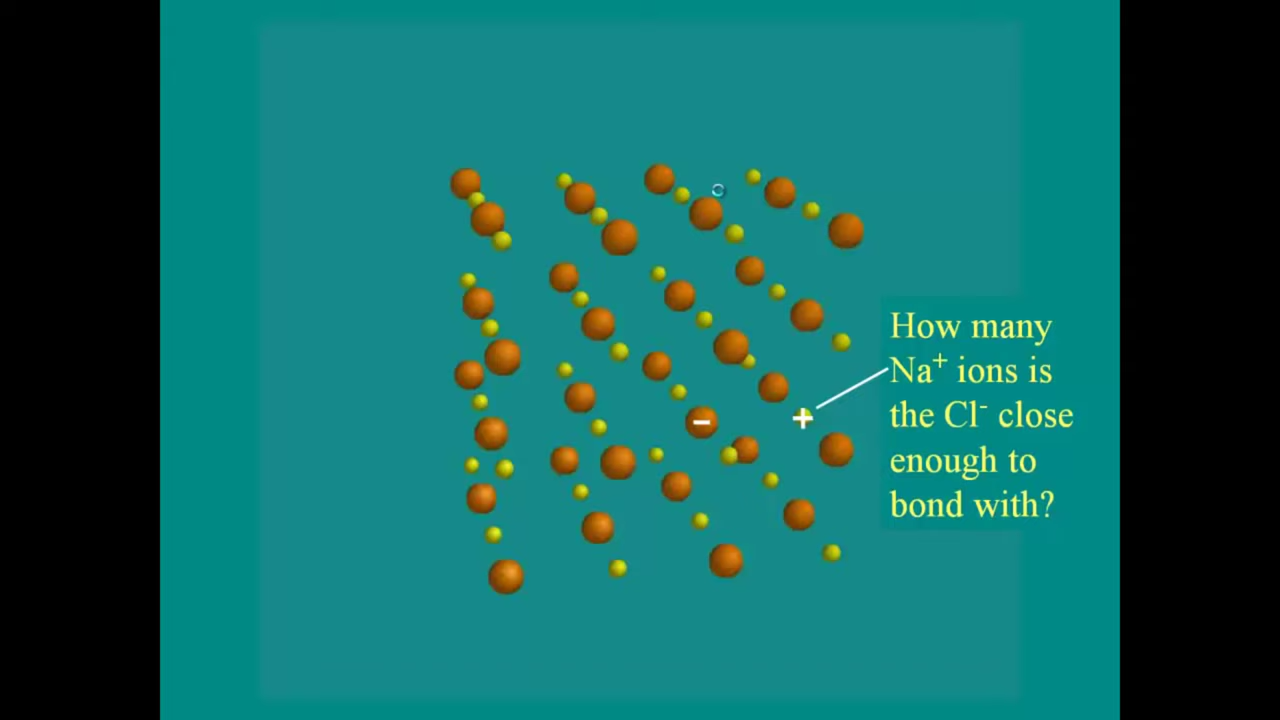 How many
Na⁺ ions is
the Cl⁻ close
enough to
bond with?
−
+